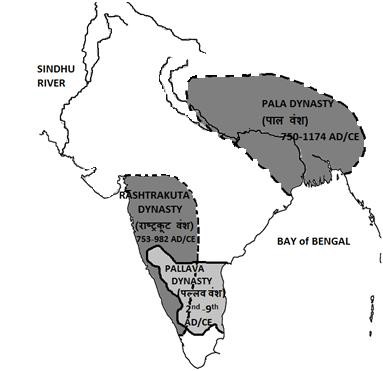 SINDHU
RIVER
PALA DYNASTY
(पाल वंश)
750-1174 AD/CE
RASHTRAKUTA
DYNASTY
(राष्ट्रकूट वंश)
753-982 AD/CE
BAY of BENGAL
PALLAVA
DYNASTY
(पल्लव वंश)
2nd -9th
AD/CE